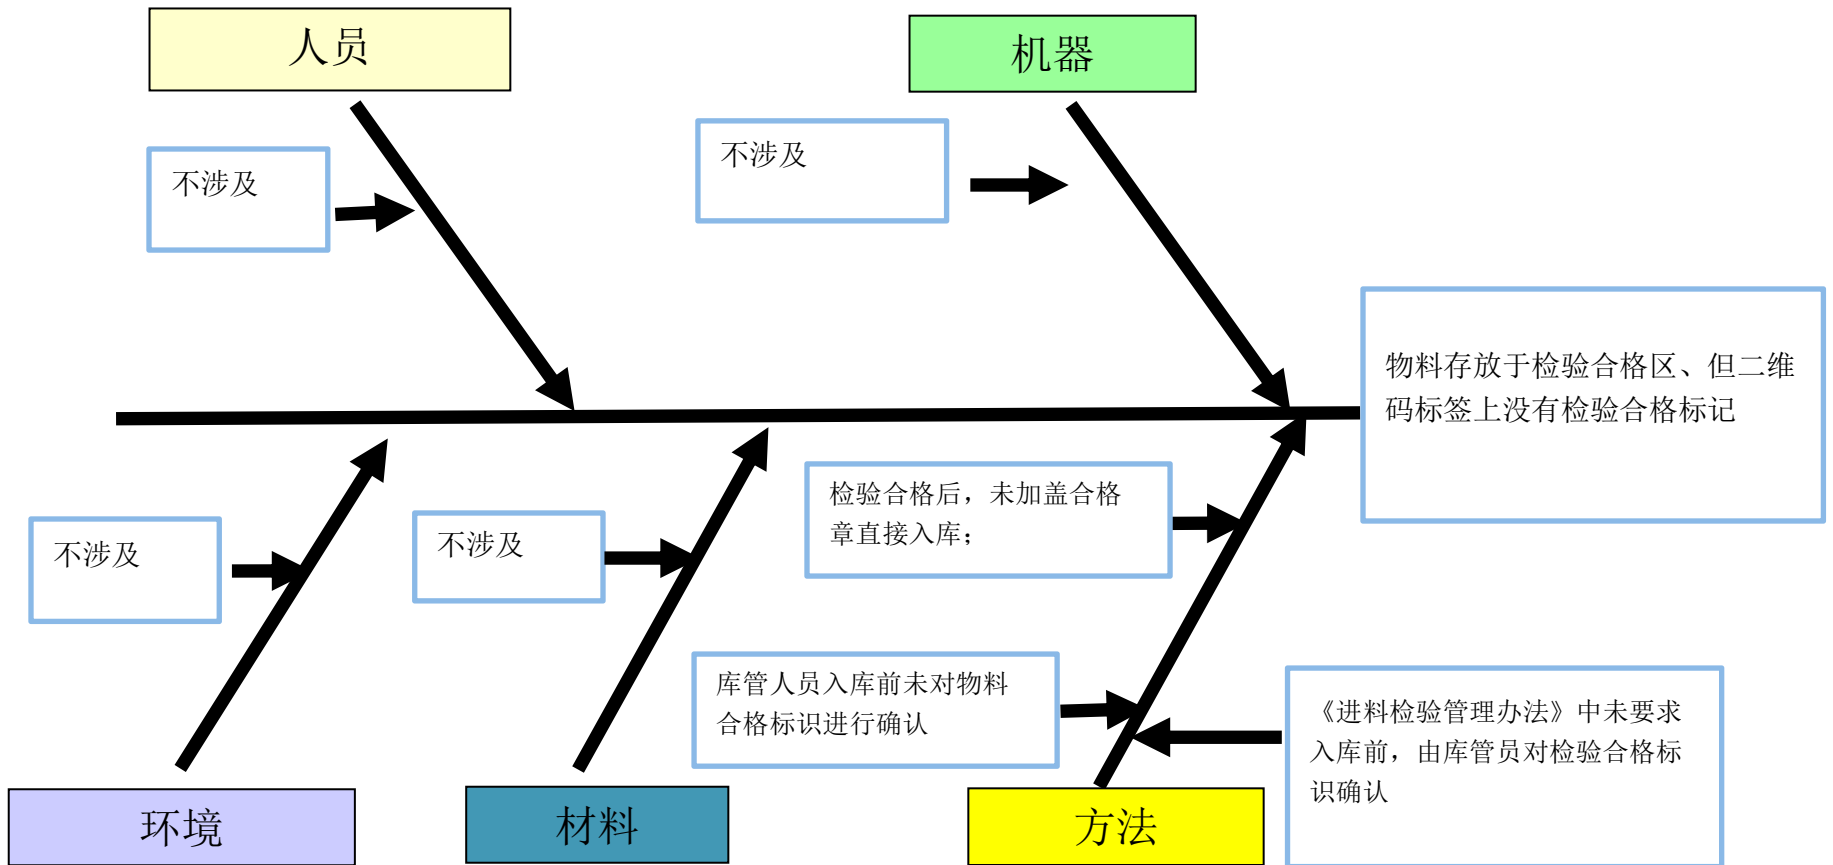 人员
机器
不涉及
不涉及
物料存放于检验合格区、但二维
码标签上没有检验合格标记
检验合格后，未加盖合格
章直接入库；
不涉及
不涉及
库管人员入库前未对物料
合格标识进行确认
《进料检验管理办法》中未要求
入库前，由库管员对检验合格标
识确认
环境
材料
方法